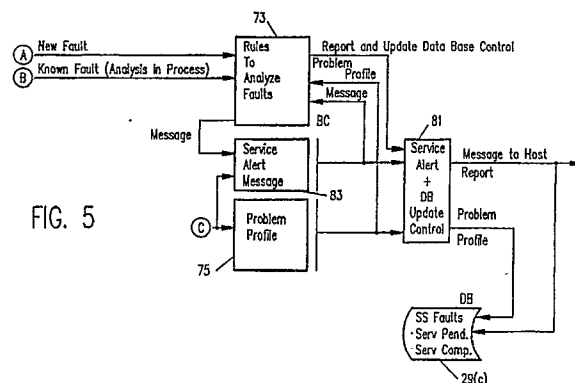 73
A
New Fault
B
Known Fault (Analysis in Process)
Rules
To
Analyze
Faults
Report and Update Data Base Control
Problem
Profile
Message
BC
Message
Service
Alert
Message
83
81
Service
Alert
+
DB
Update
Control
Message to Host
Report
Problem
Profile
FIG. 5
C
Problem
Profile
75
DB
SS Faults
Serv Pend.
Serv Comp.
29(c)